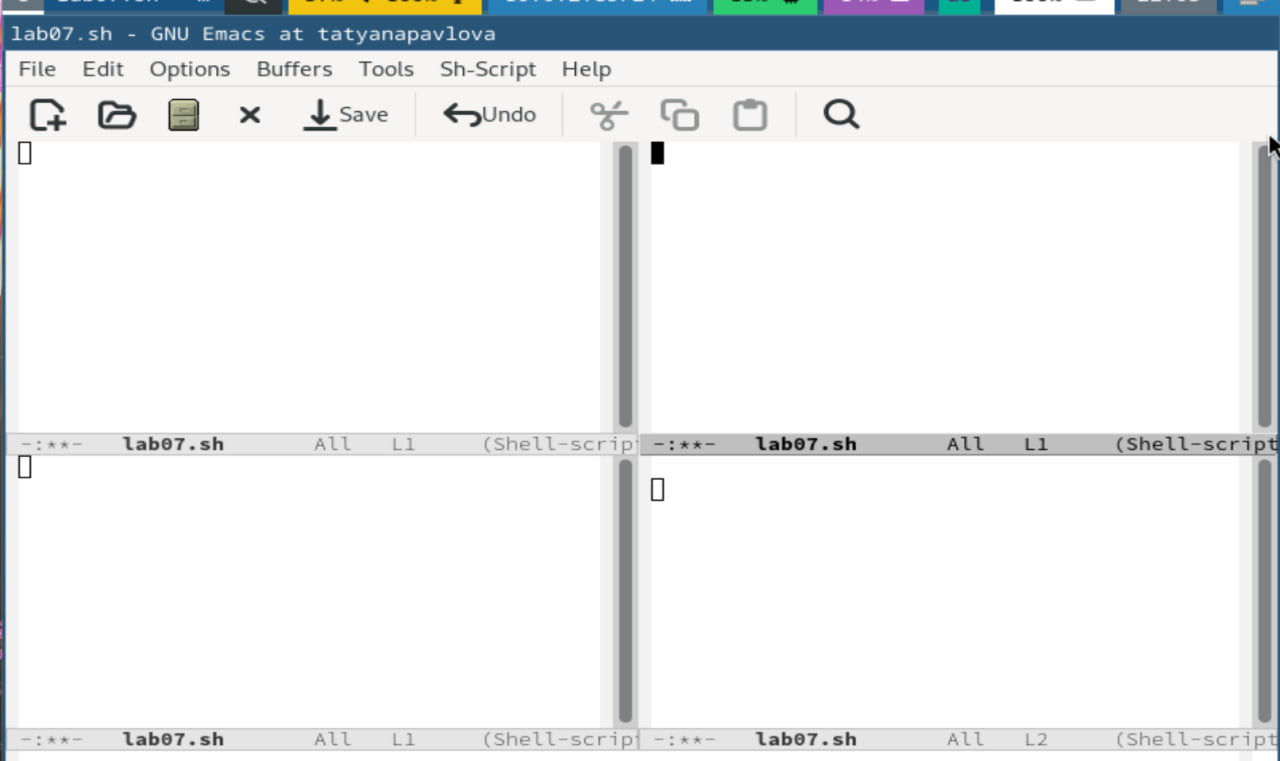 lab07.sh - GNU Emacs at tatyanapavlova
File Edit Options Buffers Tools Sh-Script Help
Save Undo
-:**- lab07.sh All L1 (Shell-script
-:**- lab07.sh All L1 (Shell-script
-:**- lab07.sh All L1 (Shell-script
-:**- lab07.sh All L2 (Shell-script